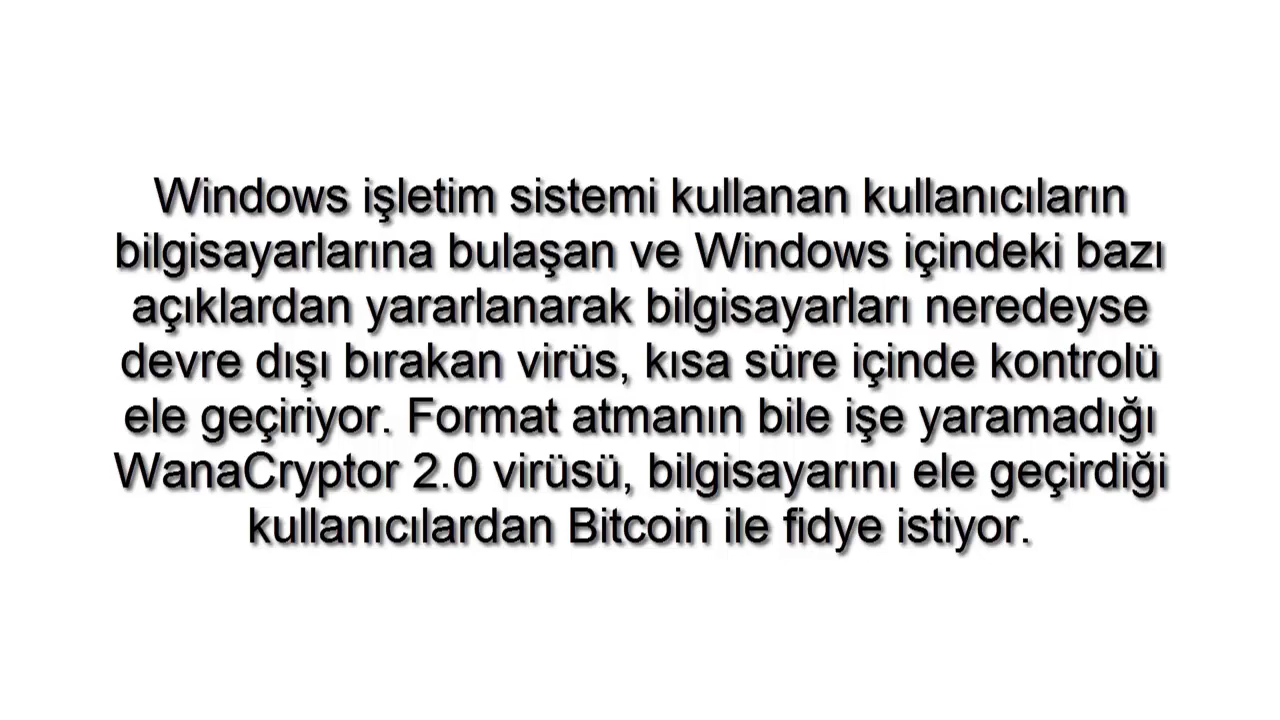 Windows işletim sistemi kullanan kullanıcıların
bilgisayarlarına bulaşan ve Windows içindeki bazı
açıklardan yararlanarak bilgisayarları neredeyse
devre dışı bırakan virüs, kısa süre içinde kontrolü
ele geçiriyor. Format atmanın bile işe yaramadığı
WanaCryptor 2.0 virüsü, bilgisayarını ele geçirdiği
kullanıcılardan Bitcoin ile fidye istiyor.